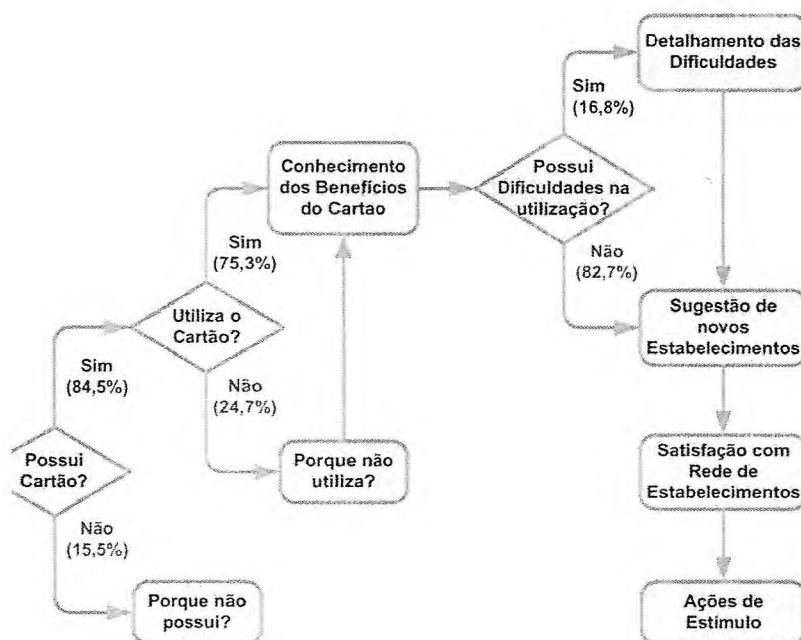 Detalhamento das
Dificuldades
Sim
(16,8%)
Conhecimento
dos Benefícios
do Cartao
Possui
Dificuldades na
utilização?
Sim
(75,3%)
Não
(82,7%)
Utiliza o
Cartão?
Sugestão de
novos
Estabelecimentos
Sim
(84,5%)
Não
(24,7%)
Possui
Cartão?
Porque não
utiliza?
Satisfação com
Rede de
Estabelecimentos
Não
(15,5%)
Porque não
possui?
Ações de
Estímulo